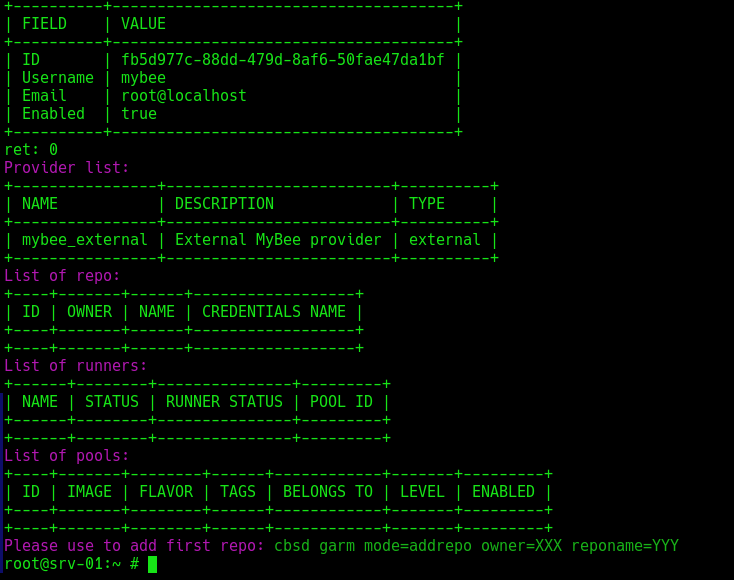 +----------+--------------------------------------+
| FIELD    | VALUE                                |
+----------+--------------------------------------+
| ID       | fb5d977c-88dd-479d-8af6-50fae47da1bf |
| Username | mybee                                |
| Email    | root@localhost                       |
| Enabled  | true                                 |
+----------+--------------------------------------+
ret: 0
Provider list:
+----------------+-------------------------+----------+
| NAME           | DESCRIPTION             | TYPE     |
+----------------+-------------------------+----------+
| mybee_external | External MyBee provider | external |
+----------------+-------------------------+----------+
List of repo:
+----+-------+------+------------------+
| ID | OWNER | NAME | CREDENTIALS NAME |
+----+-------+------+------------------+
+----+-------+------+------------------+
List of runners:
+------+--------+---------------+---------+
| NAME | STATUS | RUNNER STATUS | POOL ID |
+------+--------+---------------+---------+
+------+--------+---------------+---------+
List of pools:
+----+-------+--------+------+------------+-------+---------+
| ID | IMAGE | FLAVOR | TAGS | BELONGS TO | LEVEL | ENABLED |
+----+-------+--------+------+------------+-------+---------+
+----+-------+--------+------+------------+-------+---------+
Please use to add first repo: cbsd garm mode=addrepo owner=XXX reponame=YYY
root@srv-01:~ #